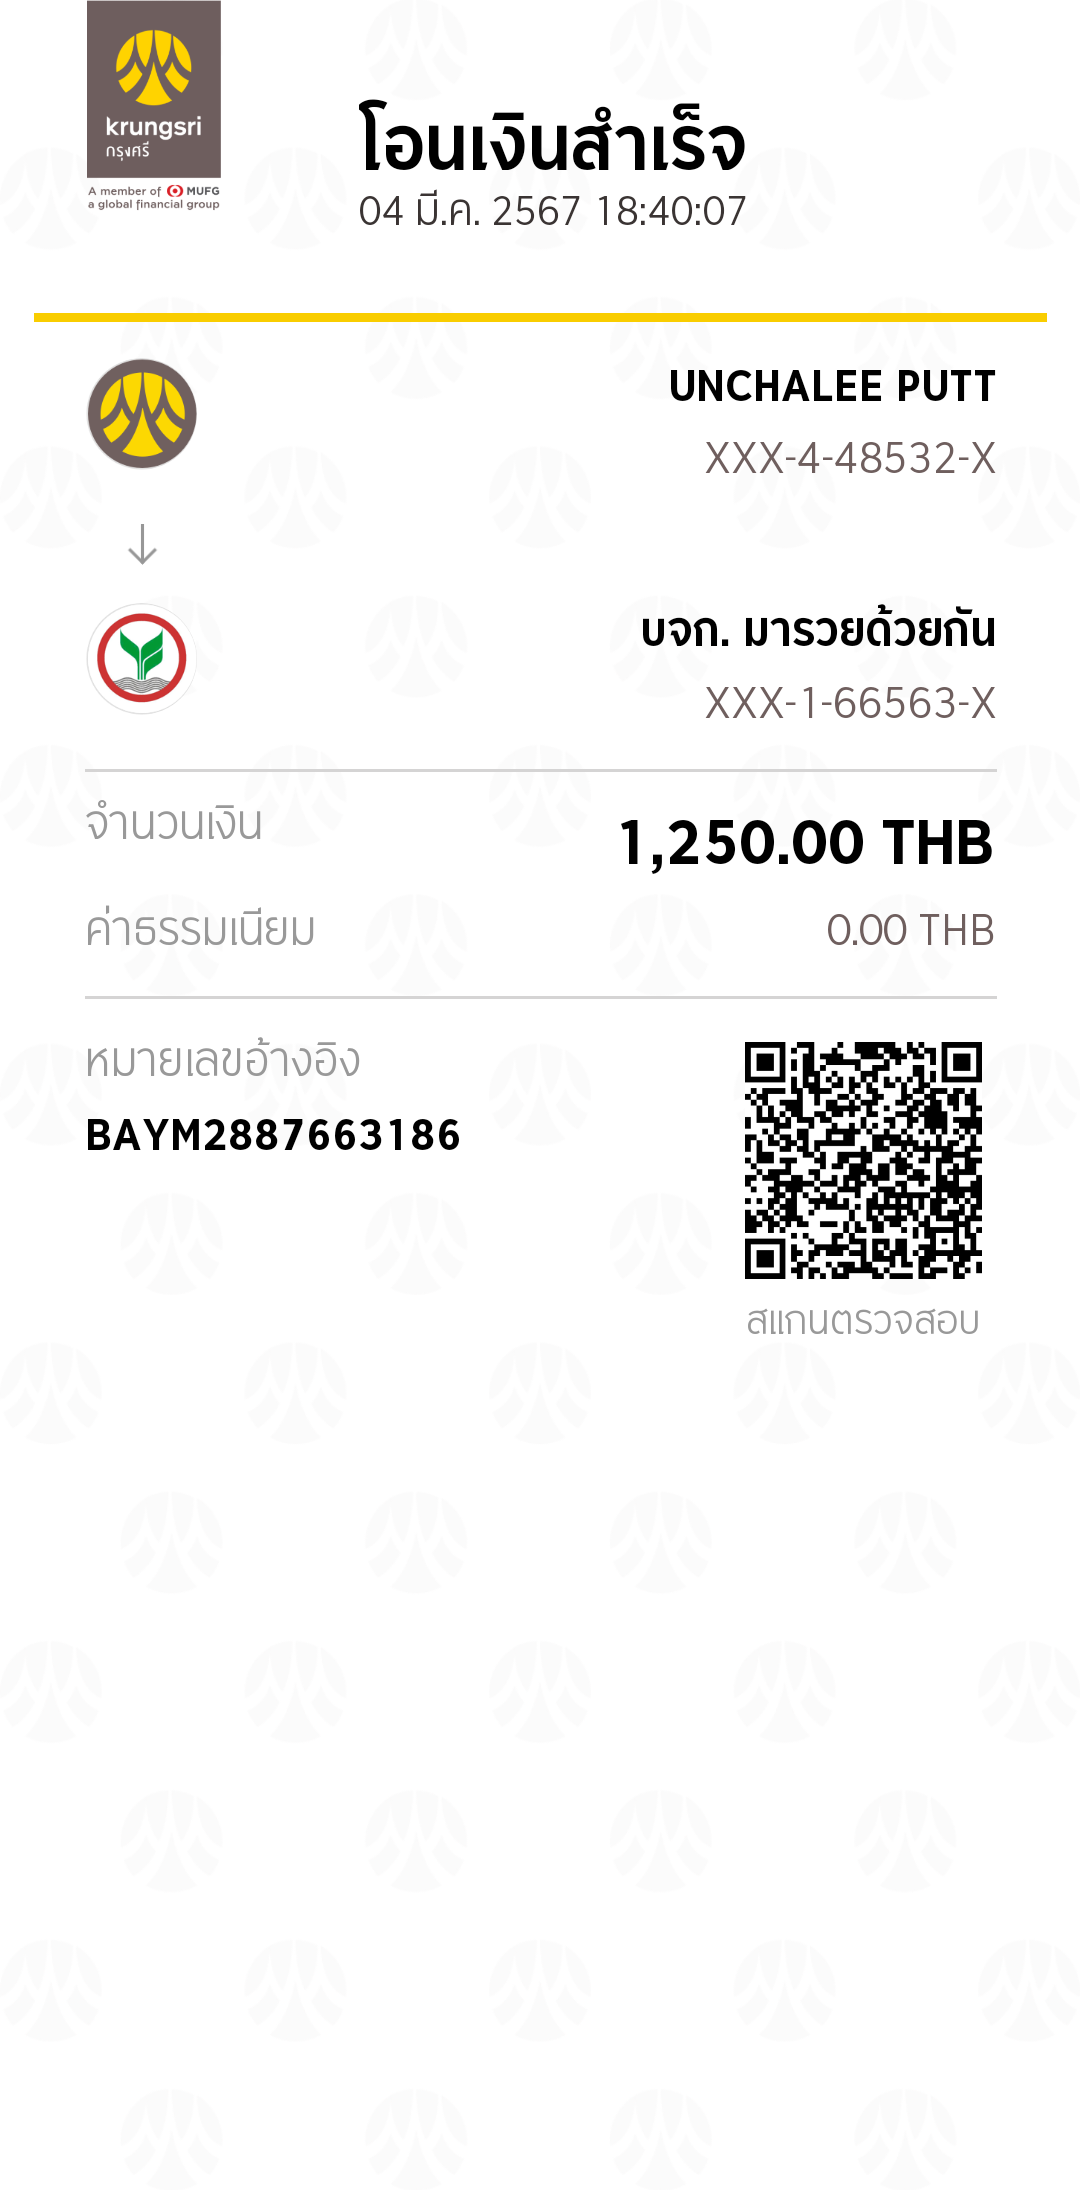 krungsri
กรุงศรี
A member of MUFG
a global financial group
โอนเงินสำเร็จ
04 มี.ค. 2567 18:40:07
UNCHALEE PUTT
XXX-4-48532-X
บจก. มารวยด้วยกัน
XXX-1-66563-X
จำนวนเงิน
1,250.00 THB
ค่าธรรมเนียม
0.00 THB
หมายเลขอ้างอิง
BAYM2887663186
สแกนตรวจสอบ